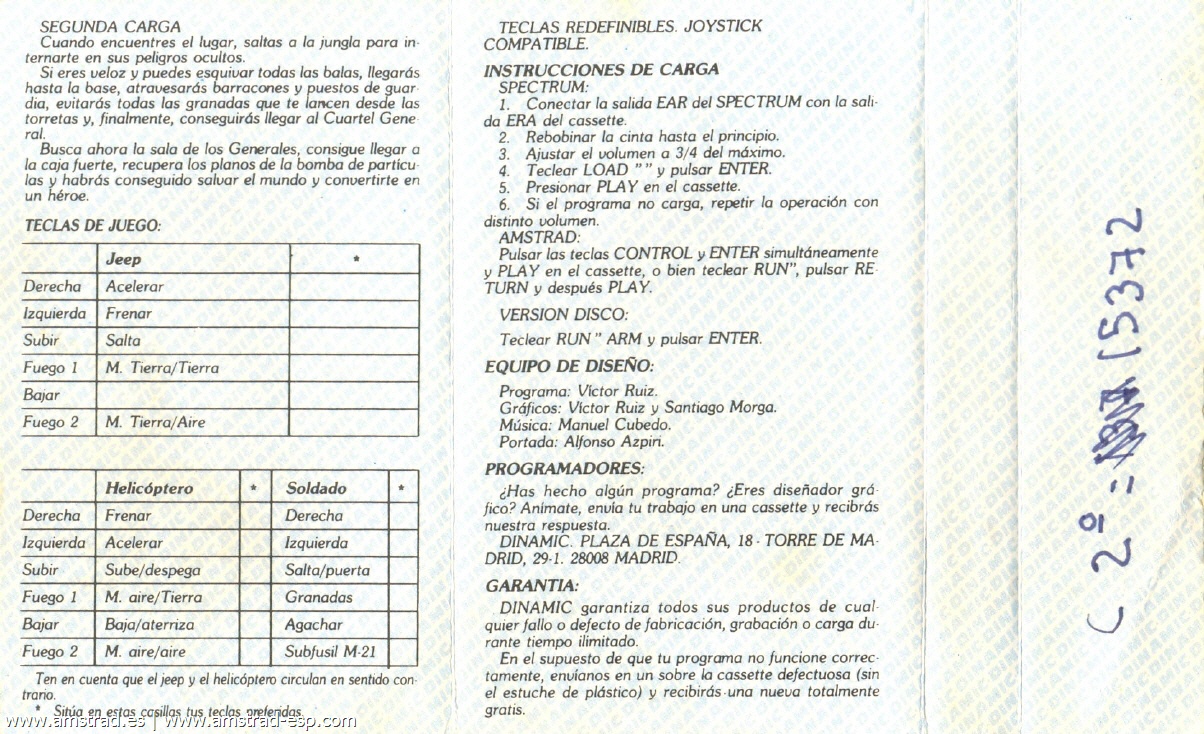 SEGUNDA CARGA
Cuando encuentres el lugar, saltas a la jungla para in-
ternarte en sus peligros ocultos.
Si eres veloz y puedes esquivar todas las balas, llegarás
hasta la base, atravesarás barracones y puestos de guar-
dia, evitarás todas las granadas que te lancen desde las
torretas y, finalmente, conseguirás llegar al Cuartel Gene-
ral.
Busca ahora la sala de los Generales, consigue llegar a
la caja fuerte, recupera los planos de la bomba de partícu-
las y habrás conseguido salvar el mundo y convertirte en
un héroe.
TECLAS DE JUEGO:
Jeep *
Derecha Acelerar
Izquierda Frenar
Subir Salta
Fuego 1 M. Tierra/Tierra
Bajar
Fuego 2 M. Tierra/Aire
Helicóptero * Soldado *
Derecha Frenar Derecha
Izquierda Acelerar Izquierda
Subir Sube/despega Salta/puerta
Fuego 1 M. aire/Tierra Granadas
Bajar Baja/aterriza Agachar
Fuego 2 M. aire/aire Subfusil M-21
Ten en cuenta que el jeep y el helicóptero circulan en sentido con-
trario.
* Sitúa en estas casillas tus teclas preferidas.
www.amstrad.es | www.amstrad-esp.com
TECLAS REDEFINIBLES. JOYSTICK
COMPATIBLE.
INSTRUCCIONES DE CARGA
SPECTRUM:
1. Conectar la salida EAR del SPECTRUM con la sali-
da ERA del cassette.
2. Rebobinar la cinta hasta el principio.
3. Ajustar el volumen a 3/4 del máximo.
4. Teclear LOAD " " y pulsar ENTER.
5. Presionar PLAY en el cassette.
6. Si el programa no carga, repetir la operación con
distinto volumen.
AMSTRAD:
Pulsar las teclas CONTROL y ENTER simultáneamente
y PLAY en el cassette, o bien teclear RUN", pulsar RE-
TURN y después PLAY.
VERSION DISCO:
Teclear RUN " ARM y pulsar ENTER.
EQUIPO DE DISEÑO:
Programa: Víctor Ruiz.
Gráficos: Víctor Ruiz y Santiago Morga.
Música: Manuel Cubedo.
Portada: Alfonso Azpiri.
PROGRAMADORES:
¿Has hecho algún programa? ¿Eres diseñador grá-
fico? Anímate, envía tu trabajo en una cassette y recibirás
nuestra respuesta.
DINAMIC. PLAZA DE ESPAÑA, 18 - TORRE DE MA-
DRID, 29-1. 28008 MADRID.
GARANTIA:
DINAMIC garantiza todos sus productos de cual-
quier fallo o defecto de fabricación, grabación o carga du-
rante tiempo ilimitado.
En el supuesto de que tu programa no funcione correc-
tamente, envíanos en un sobre la cassette defectuosa (sin
el estuche de plástico) y recibirás una nueva totalmente
gratis.
C 2º = 15372